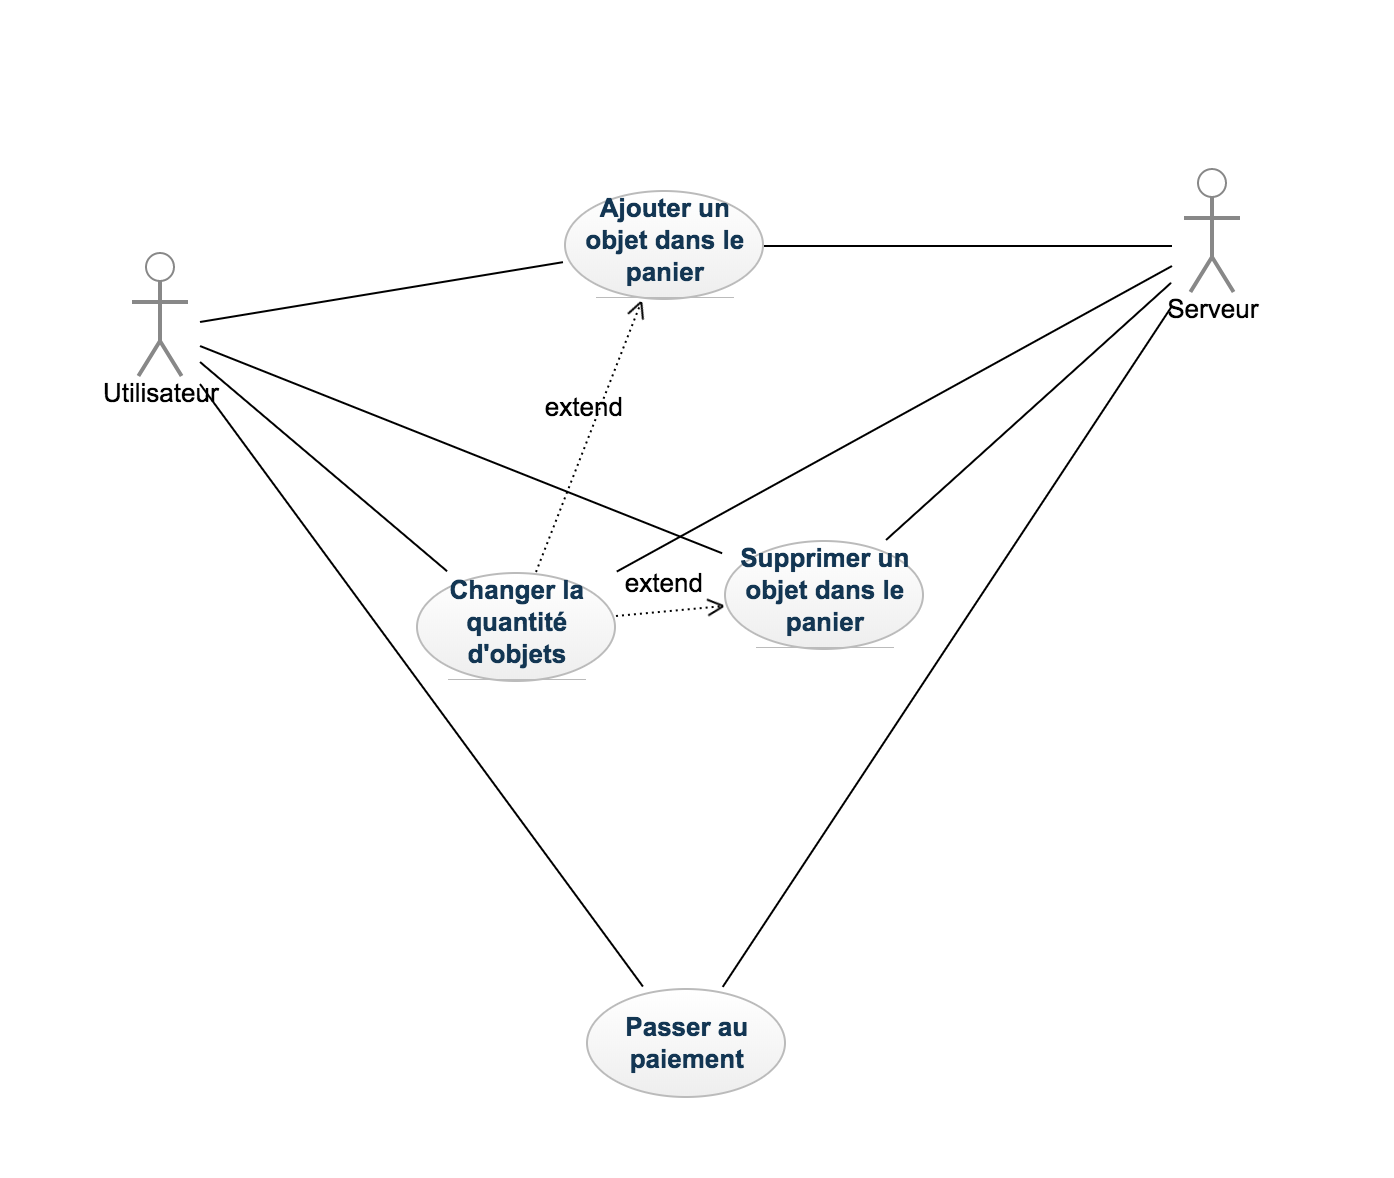 Ajouter un
objet dans le
panier
Serveur
Utilisateur
extend
Supprimer un
objet dans le
panier
extend
Changer la
quantité
d'objets
Passer au
paiement